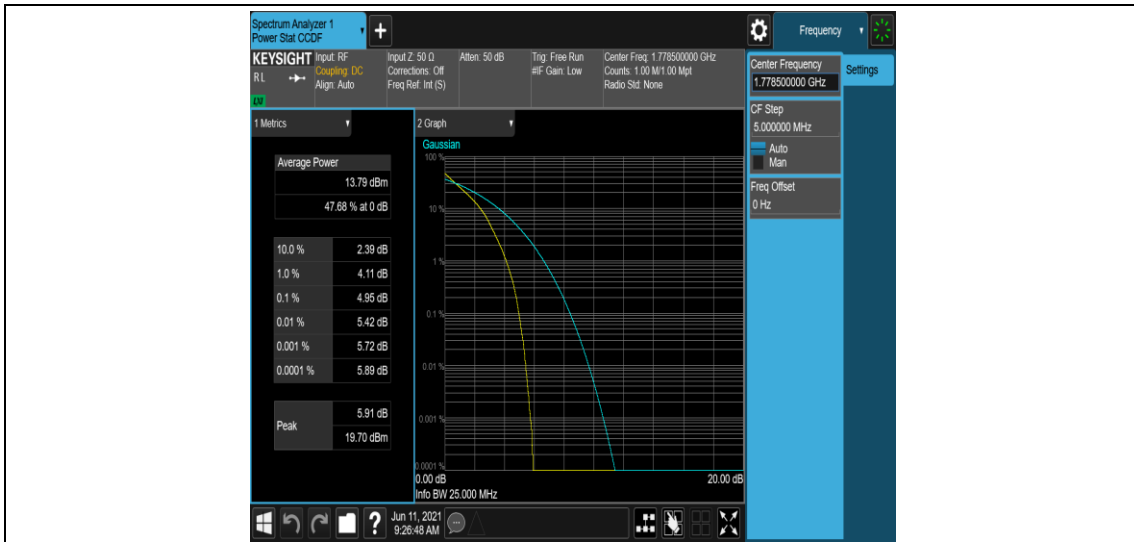 Spectrum Analyzer 1
Power Stat CCDF
+
Frequency
KEYSIGHT
RL
LXI
Input: RF
Coupling: DC
Align: Auto
Input Z: 50 Ω
Corrections: Off
Freq Ref: Int (S)
Atten: 50 dB
Trig: Free Run
#IF Gain: Low
Center Freq: 1.778500000 GHz
Counts: 1.00 M/1.00 Mpt
Radio Std: None
Center Frequency
1.778500000 GHz
Settings
CF Step
5.000000 MHz
Auto
Man
Freq Offset
0 Hz
1 Metrics
Average Power
13.79 dBm
47.68 % at 0 dB
10.0 % 2.39 dB
1.0 % 4.11 dB
0.1 % 4.95 dB
0.01 % 5.42 dB
0.001 % 5.72 dB
0.0001 % 5.89 dB
Peak
5.91 dB
19.70 dBm
2 Graph
Gaussian
100 %
10 %
1 %
0.1 %
0.01 %
0.001 %
0.0001 %
0.00 dB 20.00 dB
Info BW 25.000 MHz
?
Jun 11, 2021
9:26:48 AM